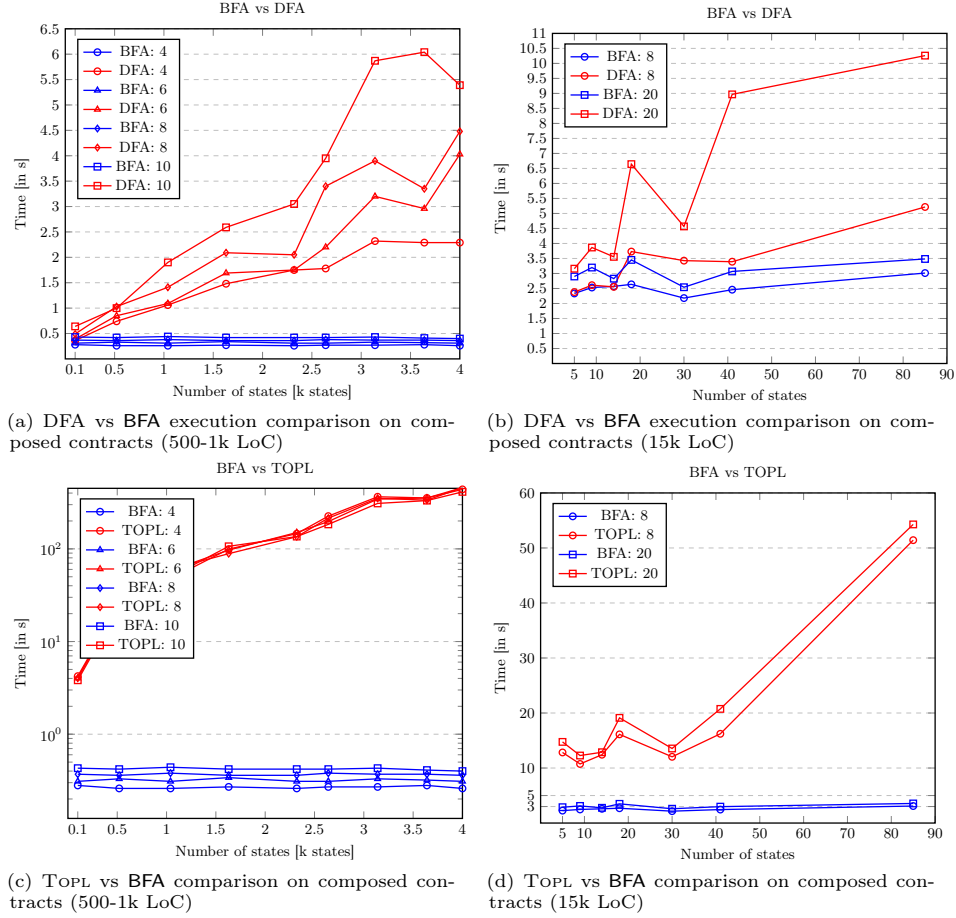 BFA vs DFA
6.5
6
5.5
5
4.5
4
3.5
3
2.5
2
1.5
1
0.5
Time [in s]
BFA: 4
DFA: 4
BFA: 6
DFA: 6
BFA: 8
DFA: 8
BFA: 10
DFA: 10
0.1 0.5 1 1.5 2 2.5 3 3.5 4
Number of states [k states]
(a) DFA vs BFA execution comparison on com-
posed contracts (500-1k LoC)
BFA vs DFA
11
10.5
10
9.5
9
8.5
8
7.5
7
6.5
6
5.5
5
4.5
4
3.5
3
2.5
2
1.5
1
0.5
Time [in s]
BFA: 8
DFA: 8
BFA: 20
DFA: 20
5 10 20 30 40 50 60 70 80 90
Number of states
(b) DFA vs BFA execution comparison on com-
posed contracts (15k LoC)
BFA vs TOPL
10^2
10^1
10^0
Time [in s]
BFA: 4
TOPL: 4
BFA: 6
TOPL: 6
BFA: 8
TOPL: 8
BFA: 10
TOPL: 10
0.1 0.5 1 1.5 2 2.5 3 3.5 4
Number of states [k states]
(c) TOPL vs BFA comparison on composed con-
tracts (500-1k LoC)
BFA vs TOPL
60
50
40
30
20
10
5
3
Time [in s]
BFA: 8
TOPL: 8
BFA: 20
TOPL: 20
5 10 20 30 40 50 60 70 80 90
Number of states
(d) TOPL vs BFA comparison on composed con-
tracts (15k LoC)